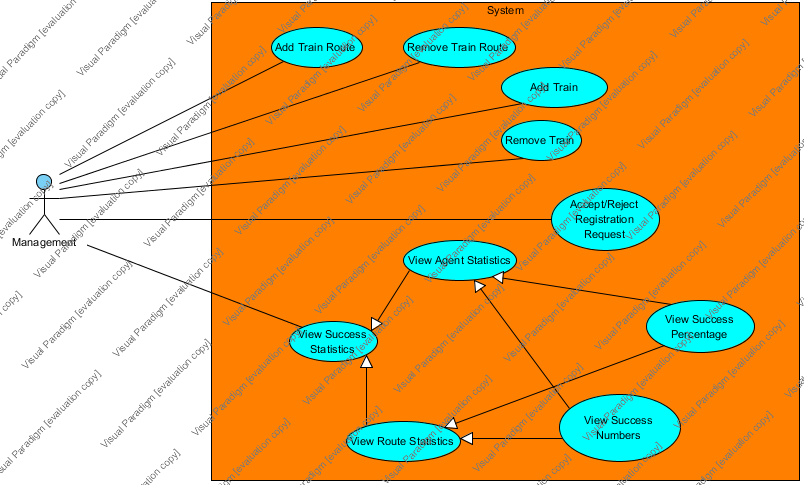 System
Add Train Route
Remove Train Route
Add Train
Remove Train
Management
Accept/Reject
Registration
Request
View Agent Statistics
View Success
Statistics
View Success
Percentage
View Route Statistics
View Success
Numbers
Visual Paradigm [evaluation copy]